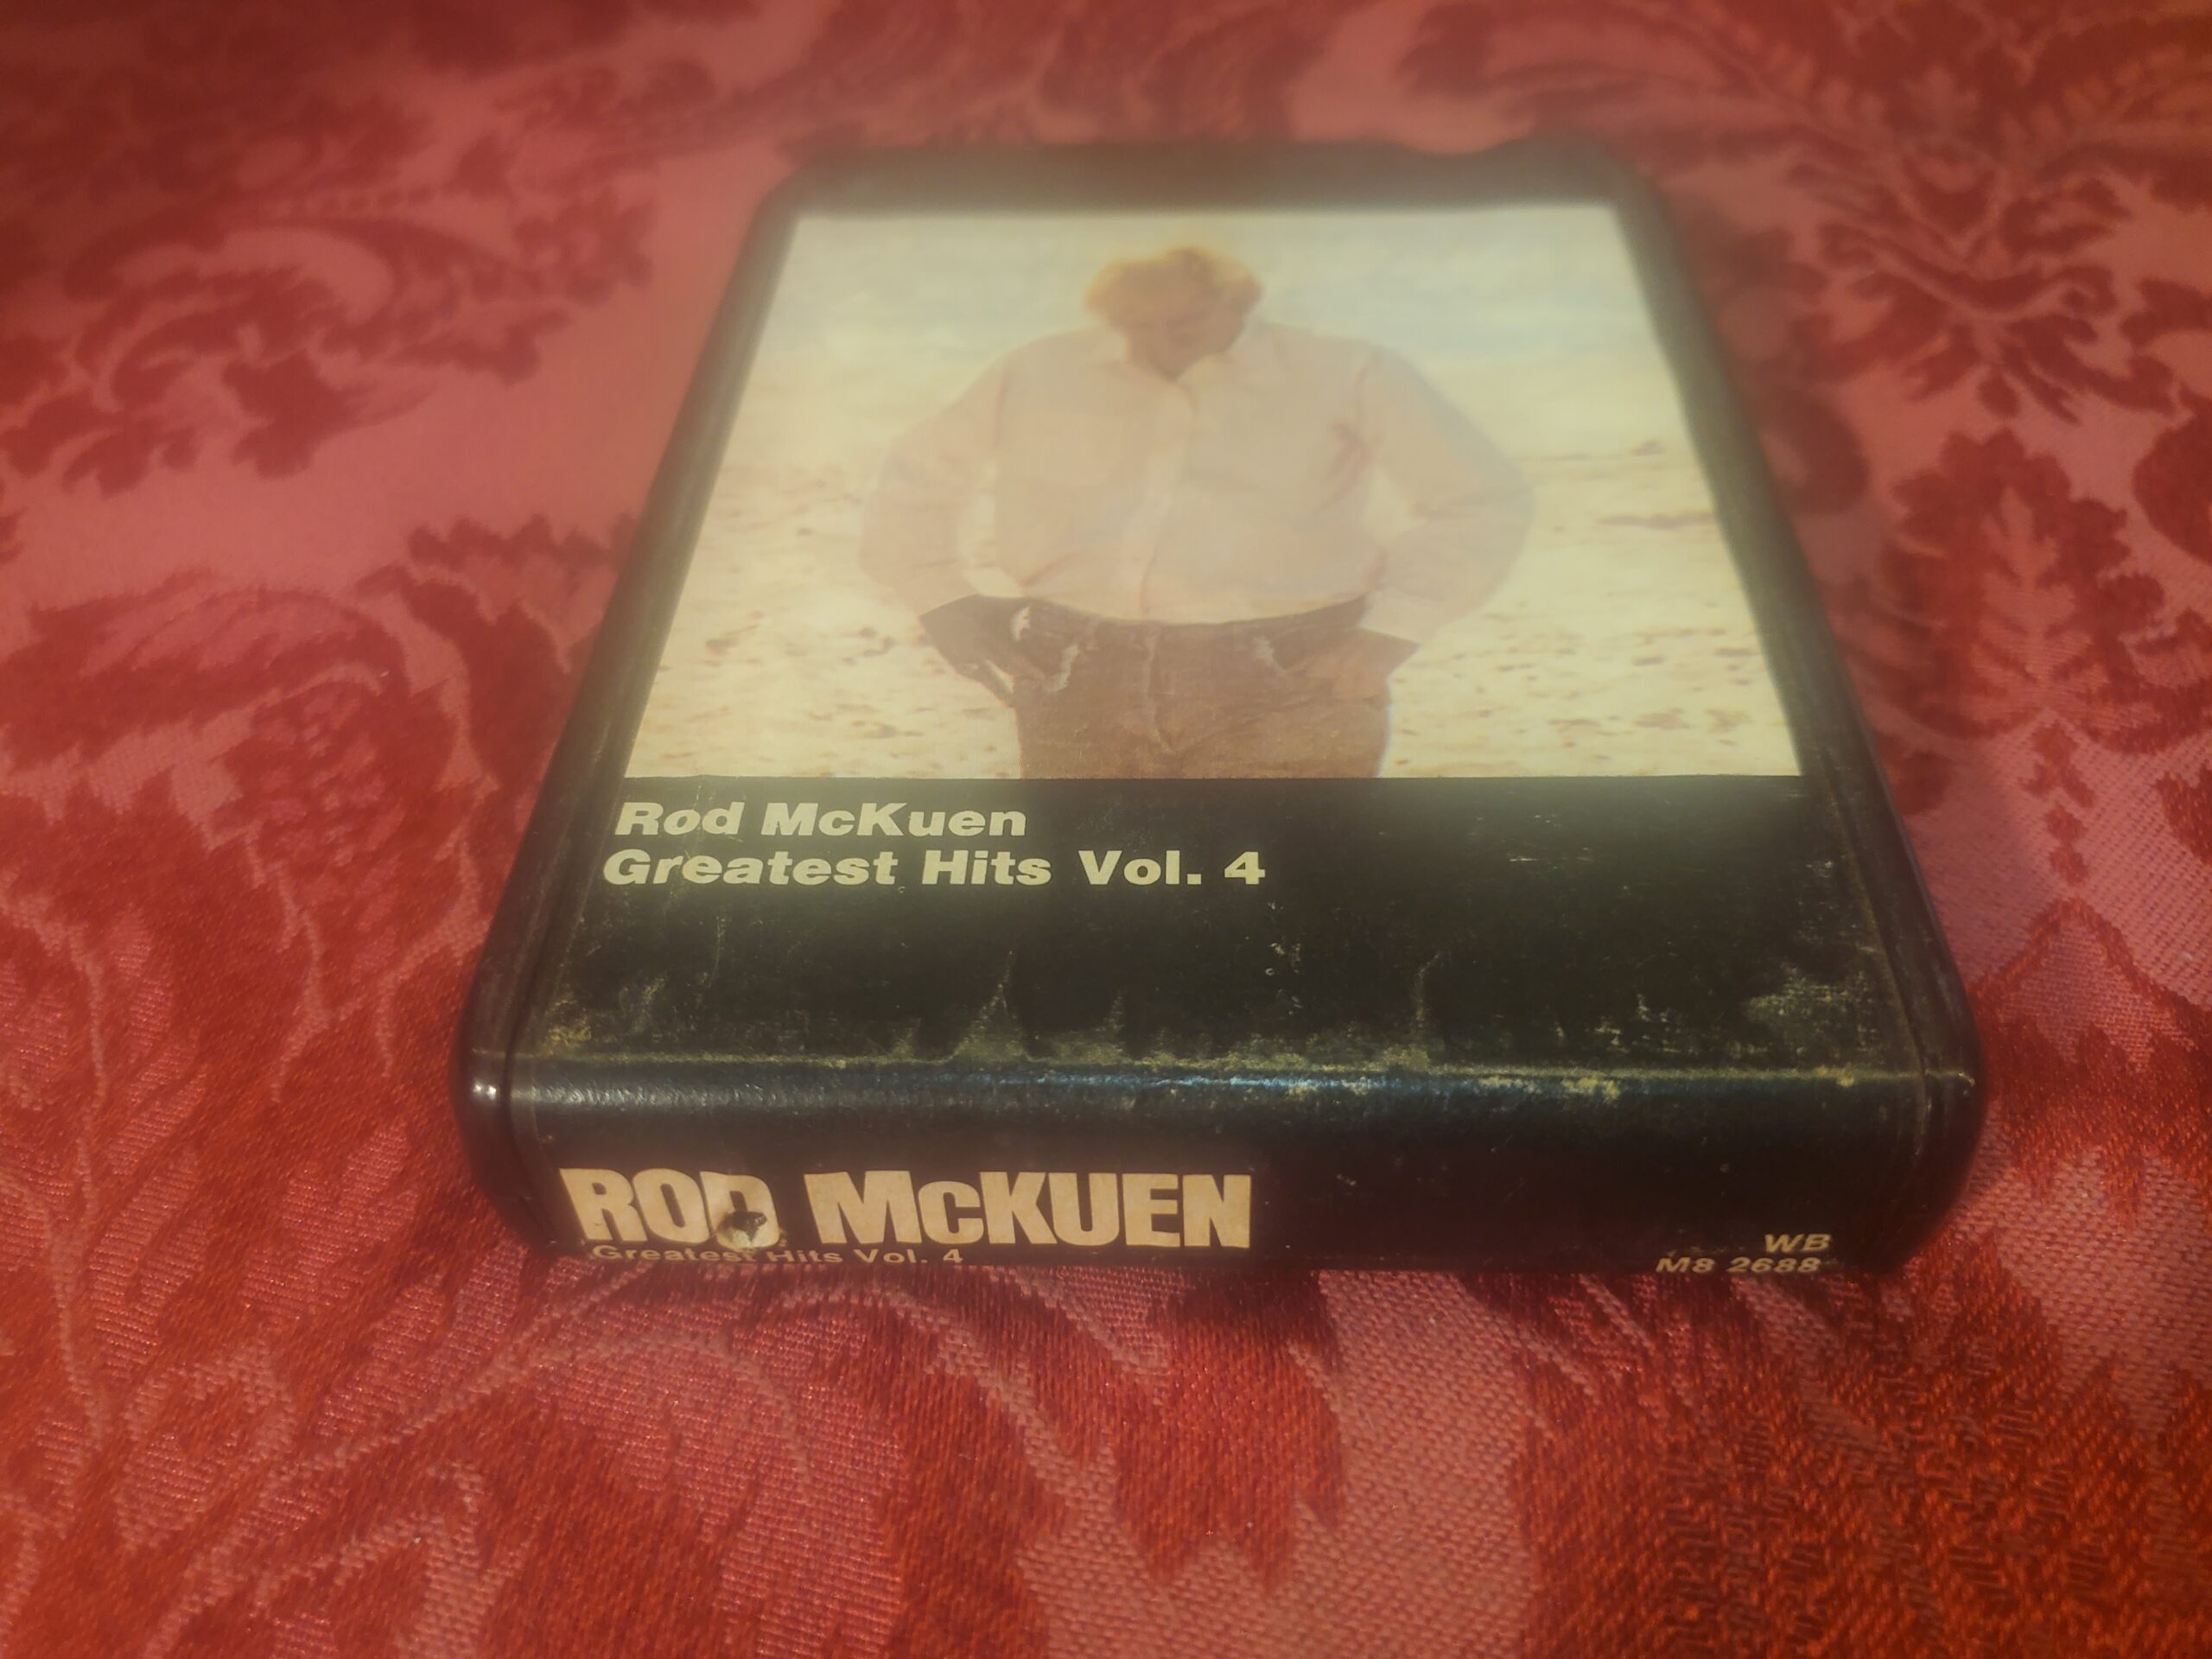 Rod McKuen
Greatest Hits Vol. 4
ROD McKUEN
Greatest Hits Vol. 4
WB
M8 2688